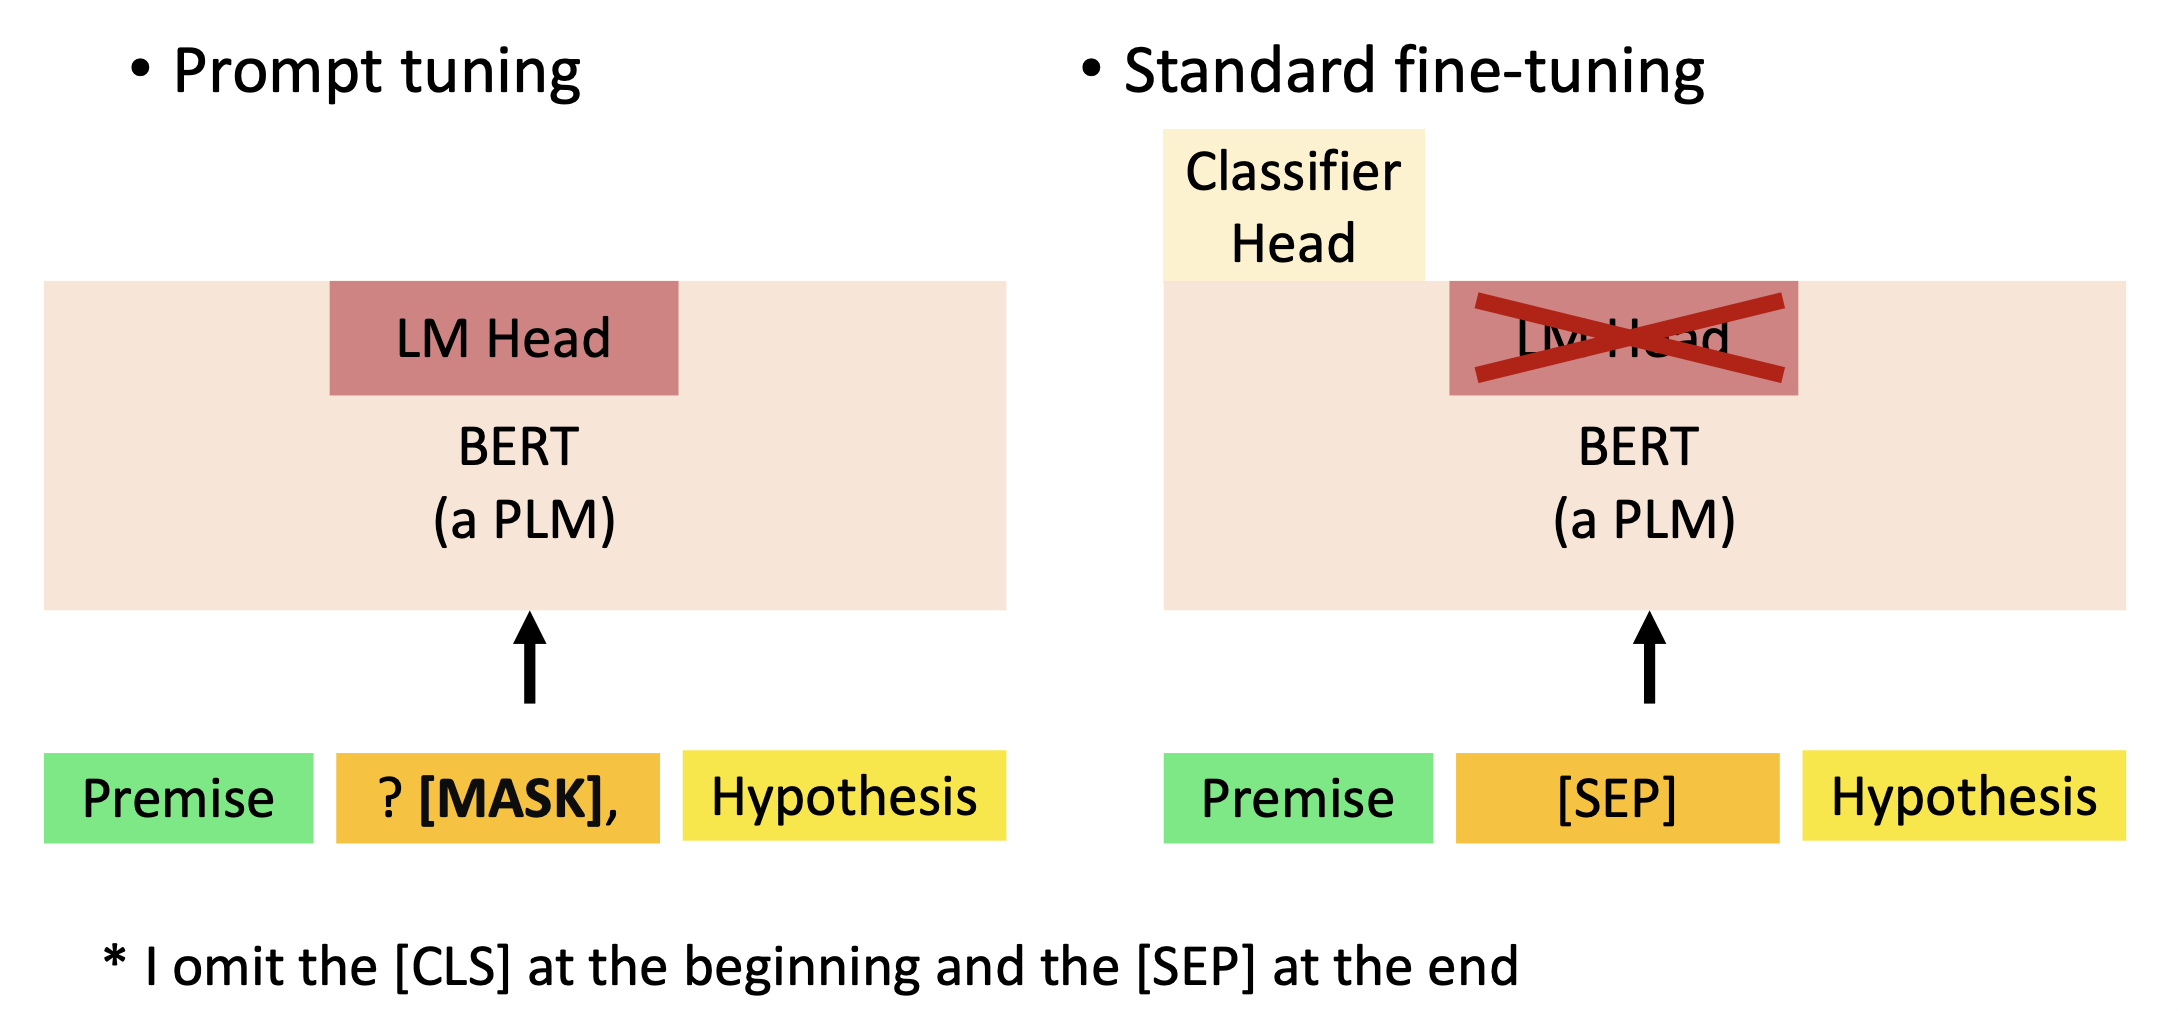 • Prompt tuning
LM Head
BERT
(a PLM)
Premise
? [MASK],
Hypothesis
• Standard fine-tuning
Classifier
Head
LM Head
BERT
(a PLM)
Premise
[SEP]
Hypothesis
* I omit the [CLS] at the beginning and the [SEP] at the end